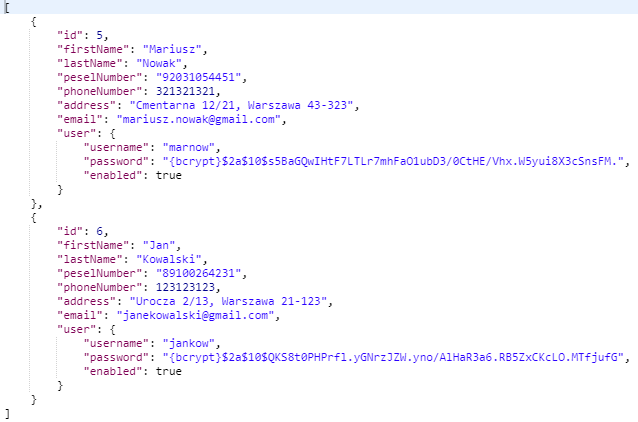 [
    {
        "id": 5,
        "firstName": "Mariusz",
        "lastName": "Nowak",
        "peselNumber": "92031054451",
        "phoneNumber": 321321321,
        "address": "Cmentarna 12/21, Warszawa 43-323",
        "email": "mariusz.nowak@gmail.com",
        "user": {
            "username": "marnow",
            "password": "{bcrypt}$2a$10$s5BaGQwIHtF7LTLr7mhFaO1ubD3/0CtHE/Vhx.W5yui8X3cSnsFM.",
            "enabled": true
        }
    },
    {
        "id": 6,
        "firstName": "Jan",
        "lastName": "Kowalski",
        "peselNumber": "89100264231",
        "phoneNumber": 123123123,
        "address": "Urocza 2/13, Warszawa 21-123",
        "email": "janekowalski@gmail.com",
        "user": {
            "username": "jankow",
            "password": "{bcrypt}$2a$10$QKS8t0PHPrfl.yGNrzJZW.yno/AlHaR3a6.RB5ZxCKcLO.MTfjufG",
            "enabled": true
        }
    }
]